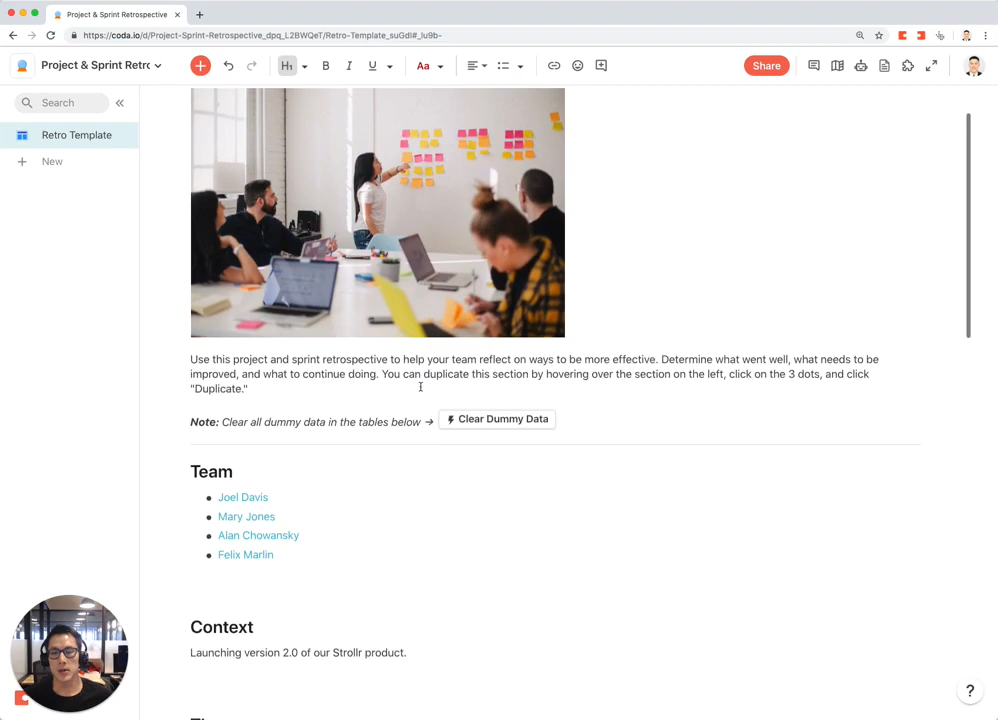 Project & Sprint Retrospective
https://coda.io/d/Project-Sprint-Retrospective_dpq_L2BWQeT/Retro-Template_suGdl#_lu9b-
Project & Sprint Retrc
H1 B I U Aa
Share
Search
Retro Template
New
Use this project and sprint retrospective to help your team reflect on ways to be more effective. Determine what went well, what needs to be
improved, and what to continue doing. You can duplicate this section by hovering over the section on the left, click on the 3 dots, and click
"Duplicate."
Note: Clear all dummy data in the tables below → Clear Dummy Data
Team
Joel Davis
Mary Jones
Alan Chowansky
Felix Marlin
Context
Launching version 2.0 of our Strollr product.
?